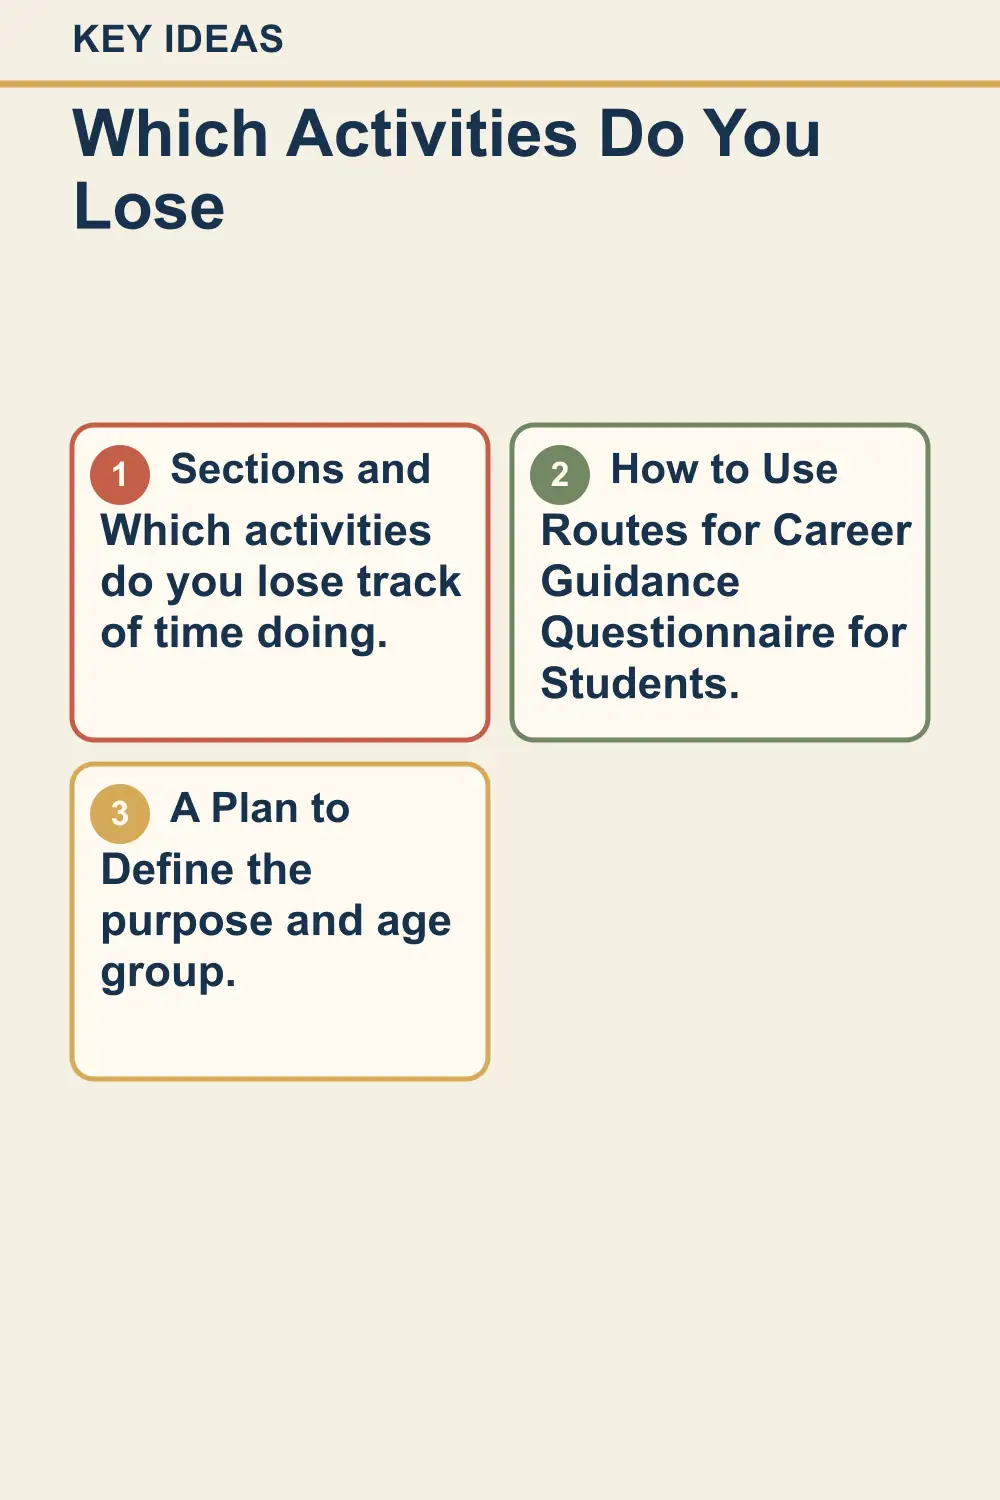 KEY IDEAS
Which Activities Do You
Lose
1 Sections and
Which activities
do you lose track
of time doing.
2 How to Use
Routes for Career
Guidance
Questionnaire for
Students.
3 A Plan to
Define the
purpose and age
group.